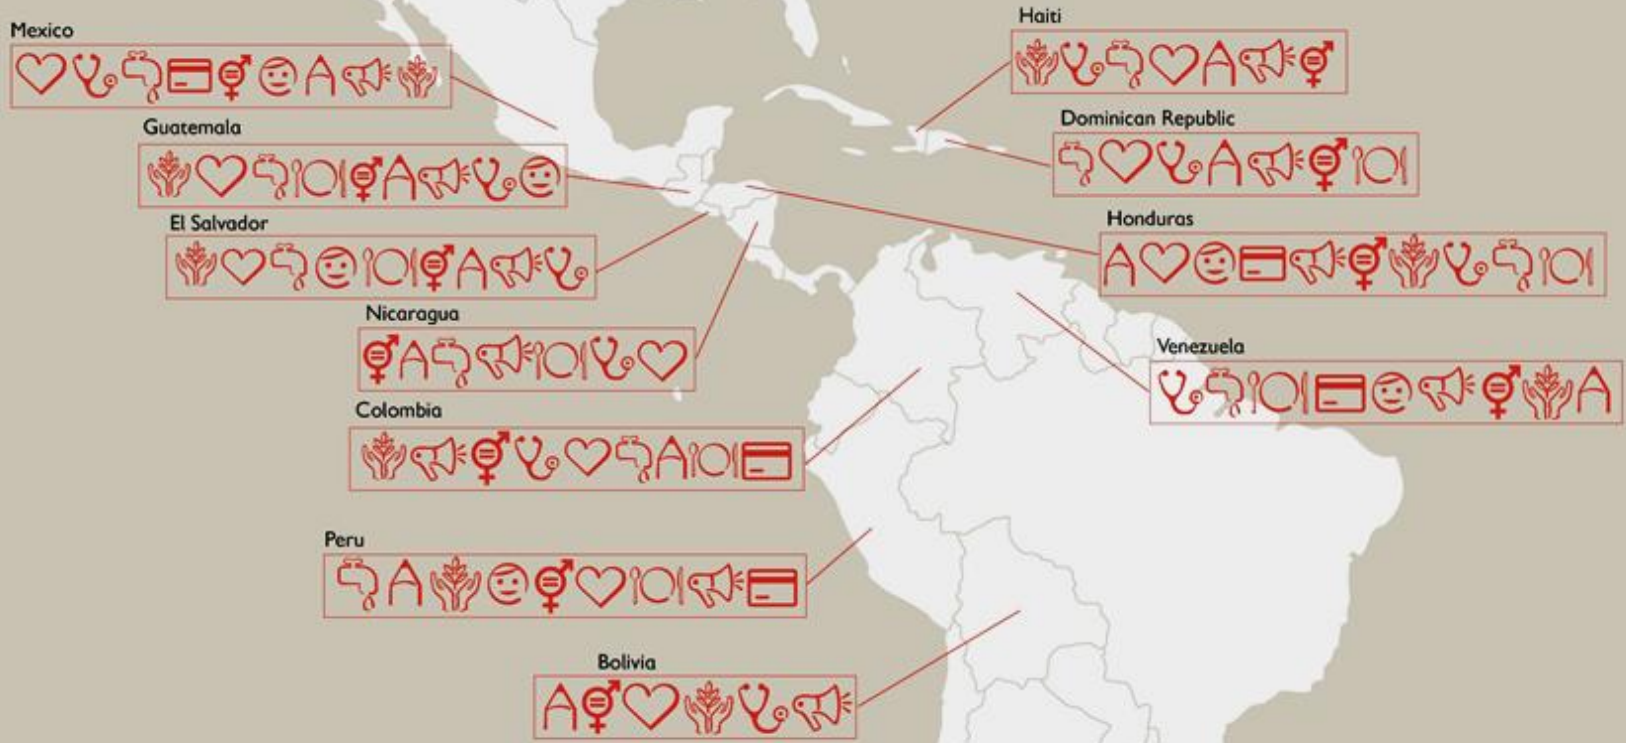 Mexico
Haiti
Guatemala
Dominican Republic
El Salvador
Honduras
Nicaragua
Venezuela
Colombia
Peru
Bolivia